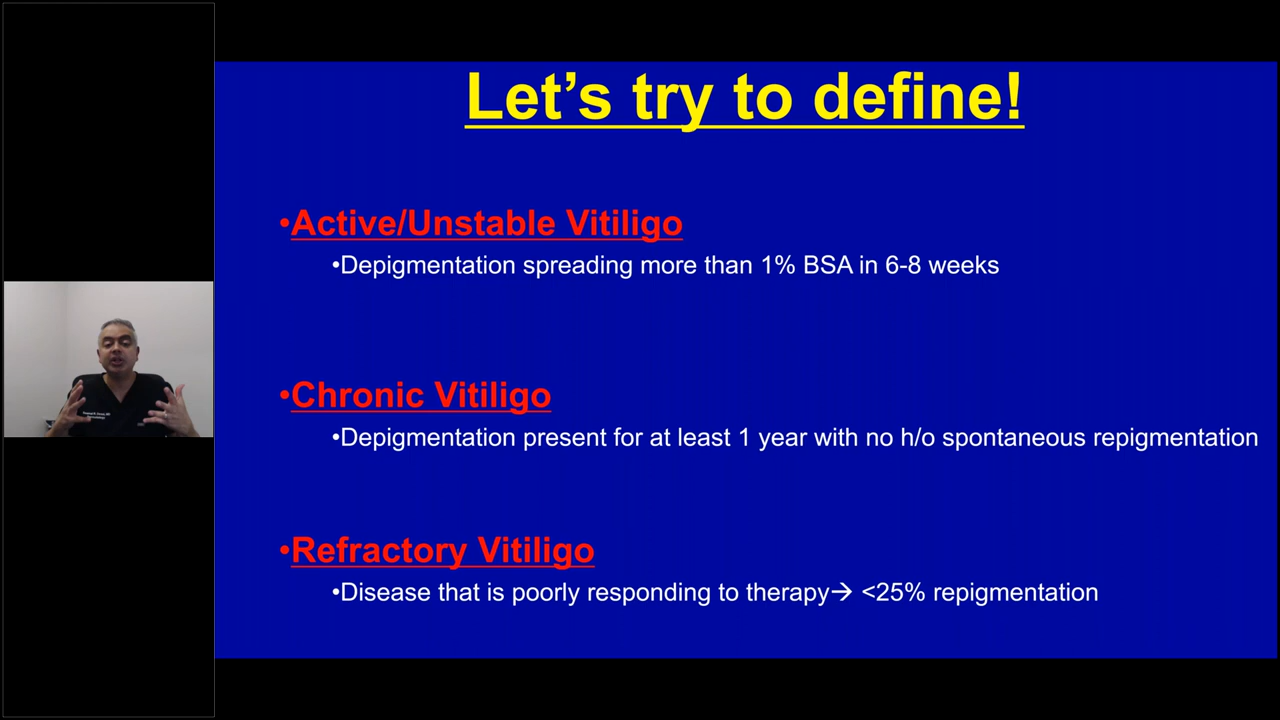 Let's try to define!
•Active/Unstable Vitiligo
•Depigmentation spreading more than 1% BSA in 6-8 weeks
•Chronic Vitiligo
•Depigmentation present for at least 1 year with no h/o spontaneous repigmentation
•Refractory Vitiligo
•Disease that is poorly responding to therapy→ <25% repigmentation